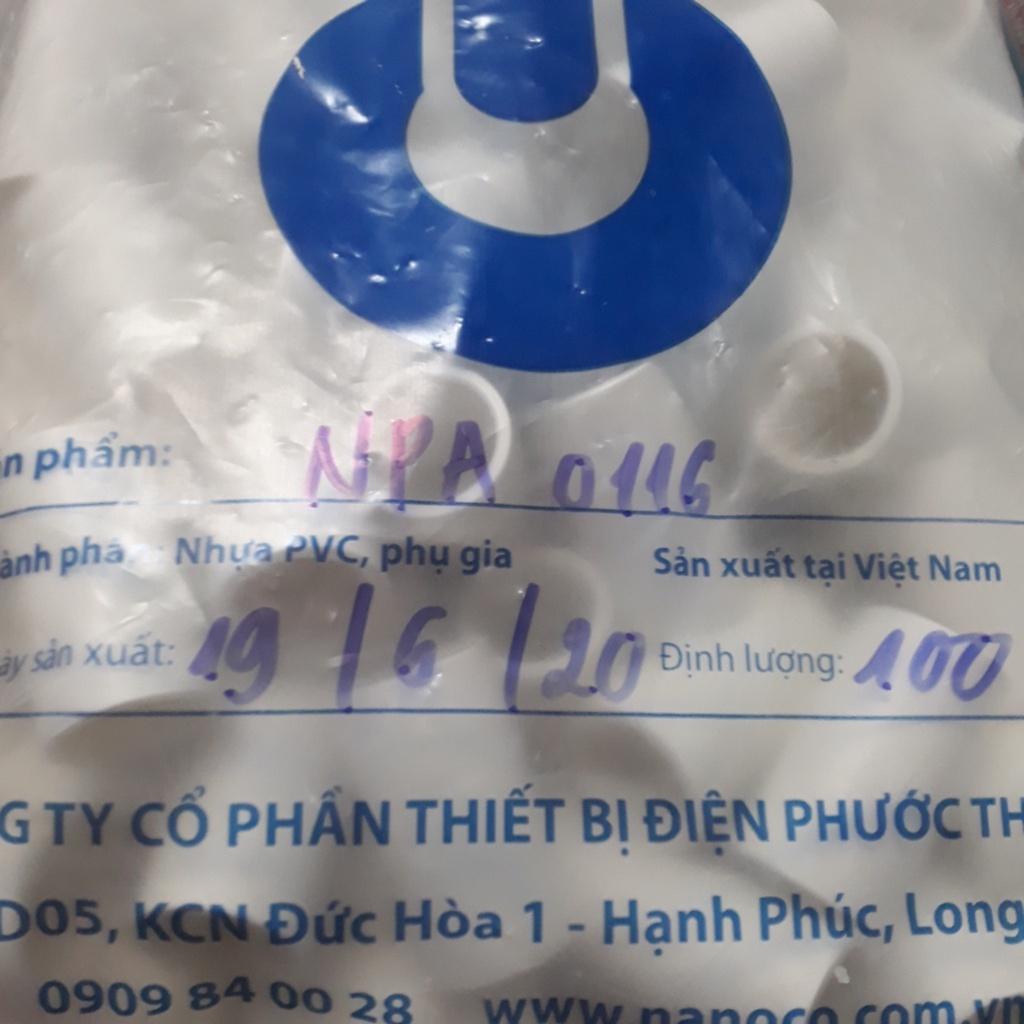 n phẩm: NPA 0116
ành phầ : Nhựa PVC, phụ gia Sản xuất tại Việt Nam
ày sản xuất: 19/6/20 Định lượng: 100
G TY CỔ PHẦN THIẾT BỊ ĐIỆN PHƯỚC TH
D05, KCN Đức Hòa 1 - Hạnh Phúc, Long
0909 84 00 28 www.nanoco.com.vn